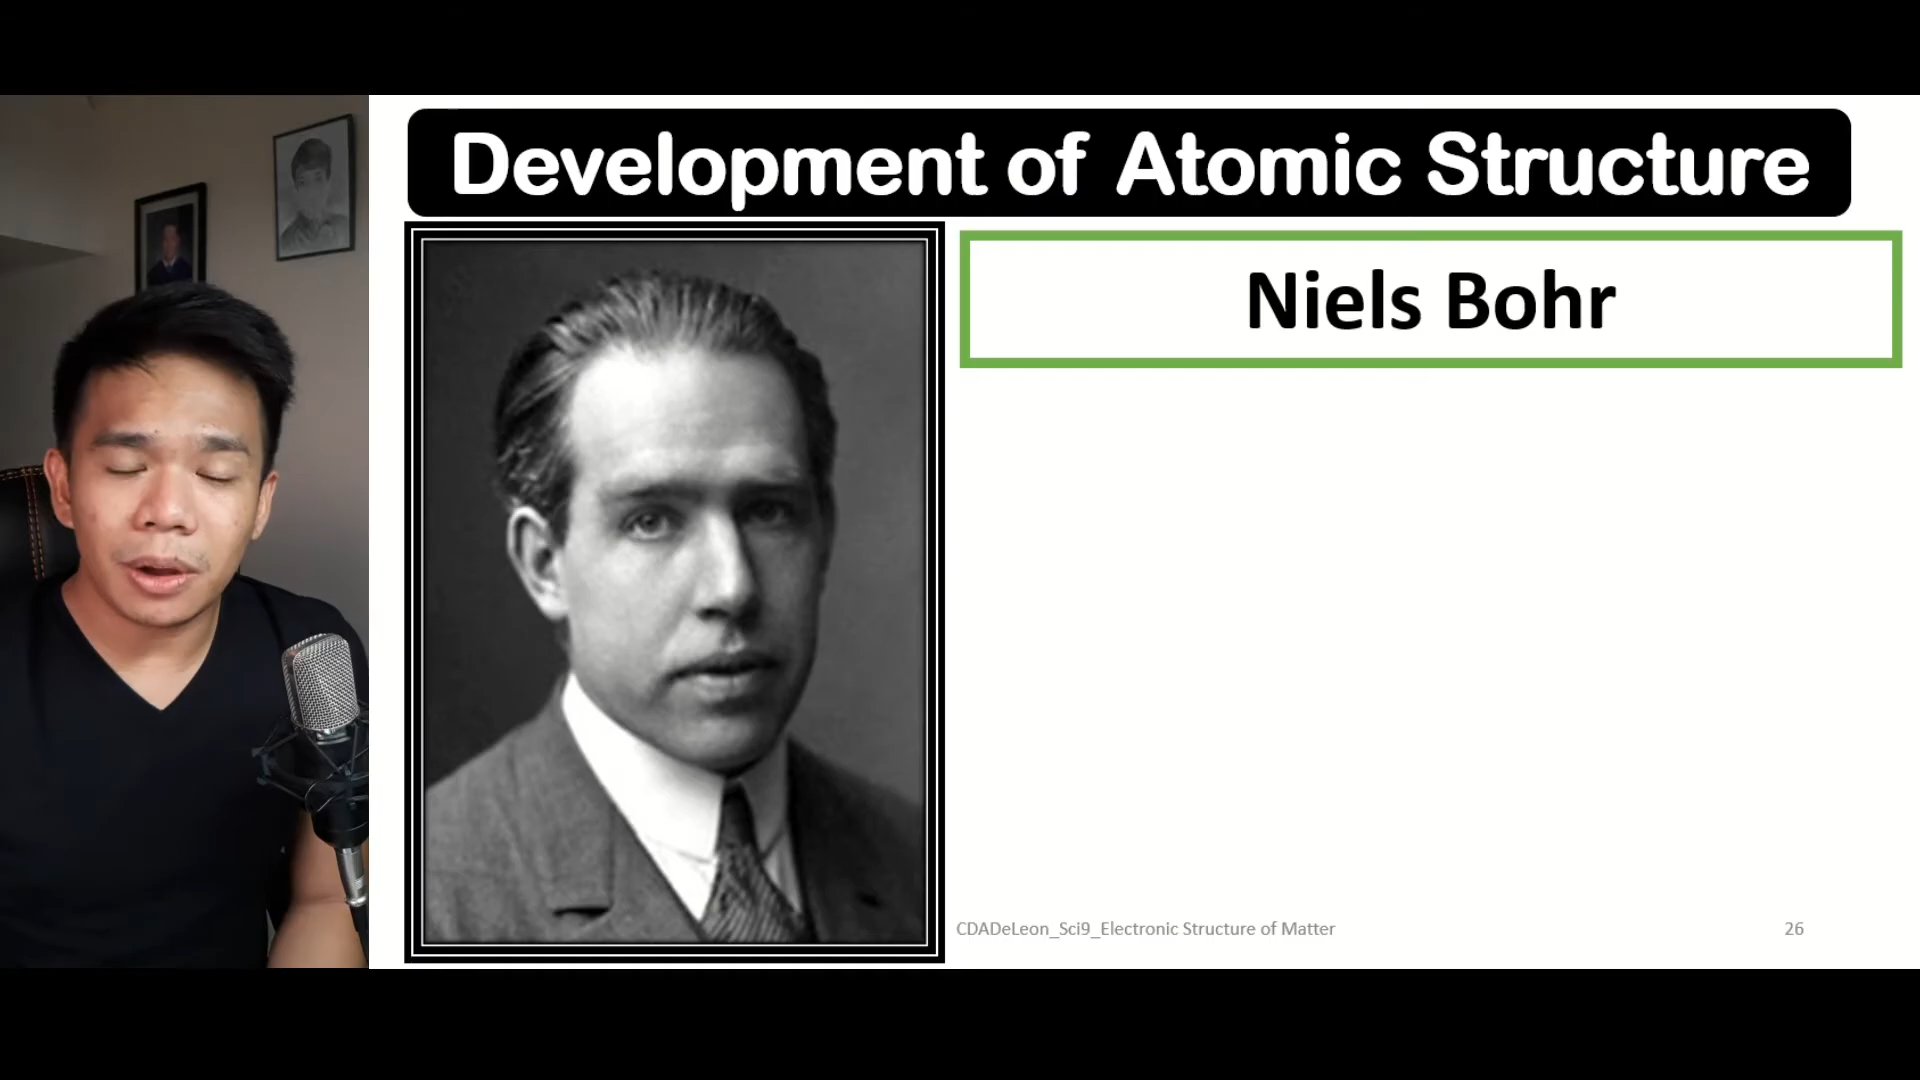 Development of Atomic Structure
Niels Bohr
CDADeLeon_Sci9_Electronic Structure of Matter
26